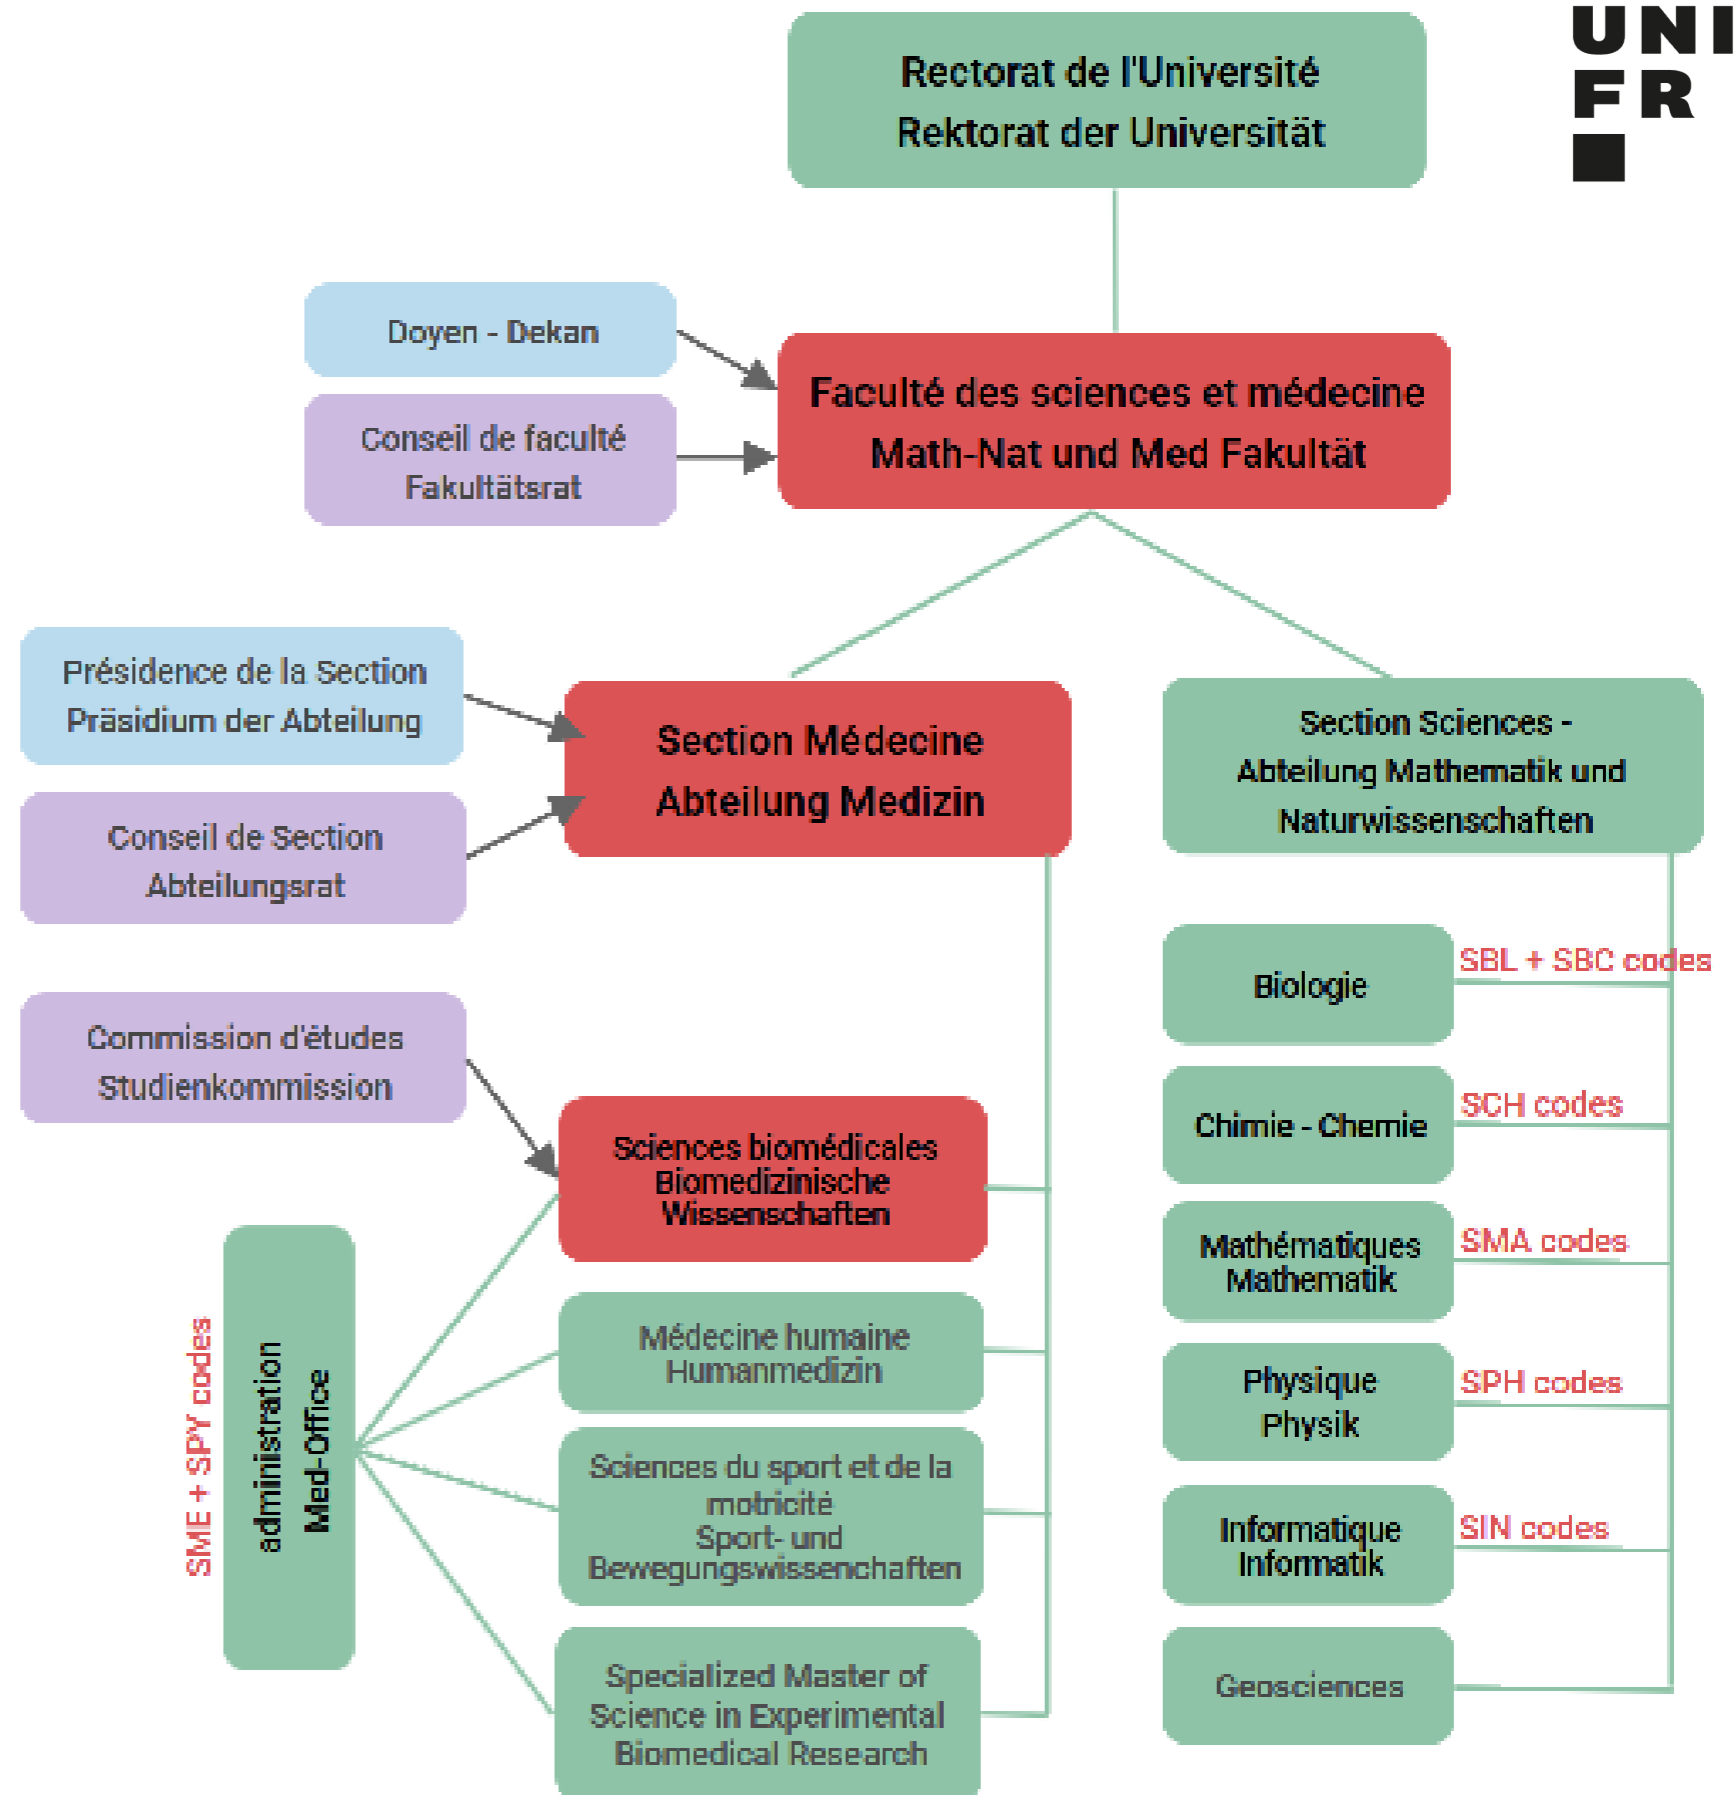 UNI
FR
Rectorat de l'Université
Rektorat der Universität
Doyen - Dekan
Conseil de faculté
Fakultätsrat
Faculté des sciences et médecine
Math-Nat und Med Fakultät
Présidence de la Section
Präsidium der Abteilung
Conseil de Section
Abteilungsrat
Section Médecine
Abteilung Medizin
Section Sciences -
Abteilung Mathematik und
Naturwissenschaften
Commission d'études
Studienkommission
Sciences biomédicales
Biomedizinische
Wissenschaften
Médecine humaine
Humanmedizin
Sciences du sport et de la
motricité
Sport- und
Bewegungswissenchaften
Specialized Master of
Science in Experimental
Biomedical Research
SME + SPY codes
administration
Med-Office
Biologie
SBL + SBC codes
Chimie - Chemie
SCH codes
Mathématiques
Mathematik
SMA codes
Physique
Physik
SPH codes
Informatique
Informatik
SIN codes
Geosciences